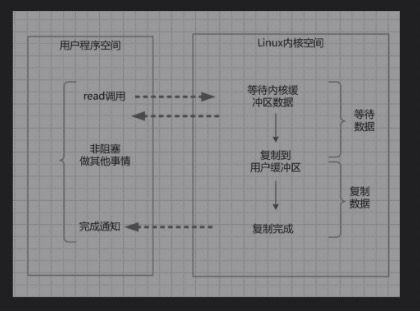 用户程序空间
Linux内核空间
read调用
等待内核缓
冲区数据
等待
数据
非阻塞
做其他事情
复制到
用户缓冲区
复制
数据
完成通知
复制完成